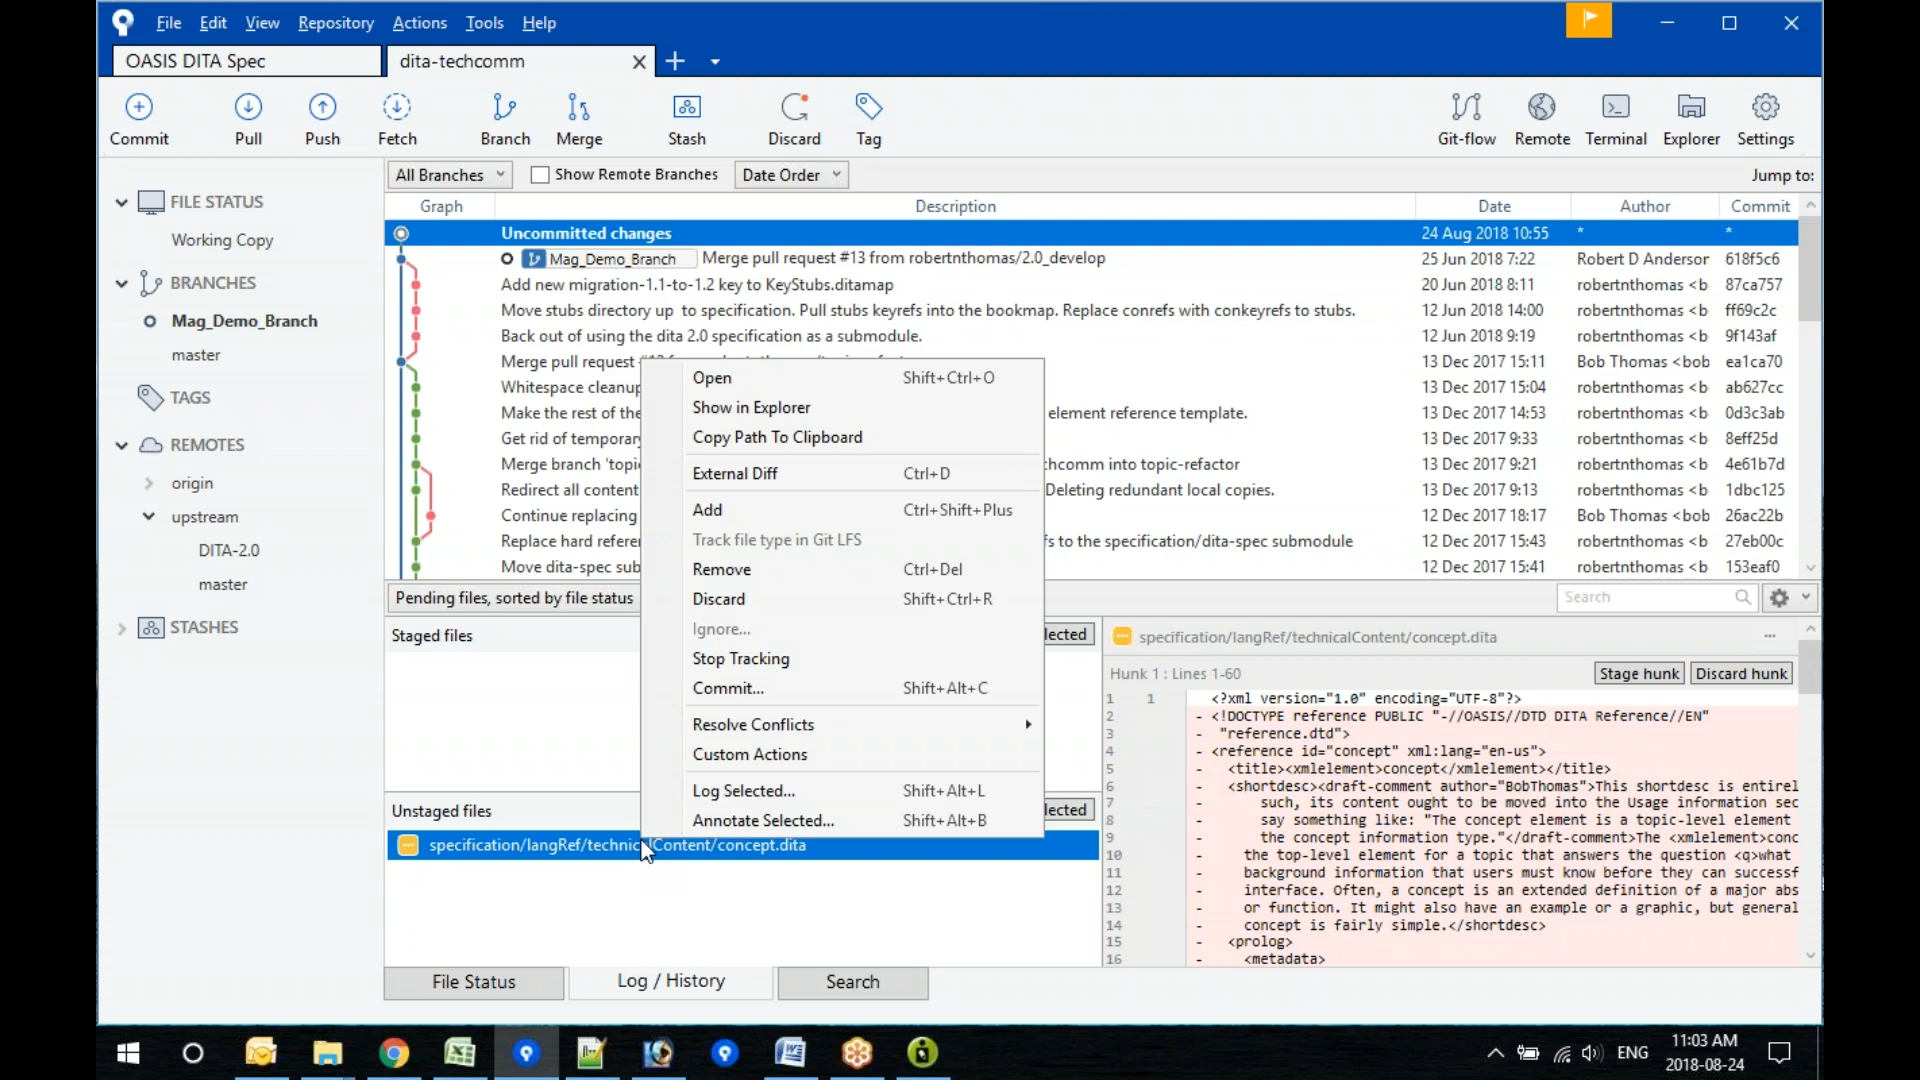 File Edit View Repository Actions Tools Help
OASIS DITA Spec
dita-techcomm
Commit Pull Push Fetch Branch Merge Stash Discard Tag Git-flow Remote Terminal Explorer Settings
All Branches Show Remote Branches Date Order Jump to:
Graph Description Date Author Commit
Uncommitted changes 24 Aug 2018 10:55 * *
Mag_Demo_Branch Merge pull request #13 from robertnthomas/2.0_develop 25 Jun 2018 7:22 Robert D Anderson 618f5c6
Add new migration-1.1-to-1.2 key to KeyStubs.ditamap 20 Jun 2018 8:11 robertnthomas <b 87ca757
Move stubs directory up to specification. Pull stubs keyrefs into the bookmap. Replace conrefs with conkeyrefs to stubs. 12 Jun 2018 14:00 robertnthomas <b ff69c2c
Back out of using the dita 2.0 specification as a submodule. 12 Jun 2018 9:19 robertnthomas <b 9f143af
Merge pull request 13 Dec 2017 15:11 Bob Thomas <bob ea1ca70
Whitespace cleanup 13 Dec 2017 15:04 robertnthomas <b ab627cc
Make the rest of the element reference template. 13 Dec 2017 14:53 robertnthomas <b 0d3c3ab
Get rid of temporary 13 Dec 2017 9:33 robertnthomas <b 8eff25d
Merge branch 'topi chcomm into topic-refactor 13 Dec 2017 9:21 robertnthomas <b 4e61b7d
Redirect all content Deleting redundant local copies. 13 Dec 2017 9:13 robertnthomas <b 1dbc125
Continue replacing 12 Dec 2017 18:17 Bob Thomas <bob 26ac22b
Replace hard referer fs to the specification/dita-spec submodule 12 Dec 2017 15:43 robertnthomas <b 27eb00c
Move dita-spec sub 12 Dec 2017 15:41 robertnthomas <b 153eaf0
FILE STATUS
Working Copy
BRANCHES
Mag_Demo_Branch
master
TAGS
REMOTES
origin
upstream
DITA-2.0
master
STASHES
Open Shift+Ctrl+O
Show in Explorer
Copy Path To Clipboard
External Diff Ctrl+D
Add Ctrl+Shift+Plus
Track file type in Git LFS
Remove Ctrl+Del
Discard Shift+Ctrl+R
Ignore...
Stop Tracking
Commit... Shift+Alt+C
Resolve Conflicts
Custom Actions
Log Selected... Shift+Alt+L
Annotate Selected... Shift+Alt+B
Pending files, sorted by file status
Search
Staged files
lected
Unstaged files
lected
specification/langRef/technicalContent/concept.dita
specification/langRef/technicalContent/concept.dita
Hunk 1 : Lines 1-60 Stage hunk Discard hunk
1 1 <?xml version="1.0" encoding="UTF-8"?>
2 - <!DOCTYPE reference PUBLIC "-//OASIS//DTD DITA Reference//EN"
3 - "reference.dtd">
4 - <reference id="concept" xml:lang="en-us">
5 - <title><xmlelement>concept</xmlelement></title>
6 - <shortdesc><draft-comment author="BobThomas">This shortdesc is entirel
7 - such, its content ought to be moved into the Usage information sec
8 - say something like: "The concept element is a topic-level element
9 - the concept information type."</draft-comment>The <xmlelement>conc
10 - the top-level element for a topic that answers the question <q>what
11 - background information that users must know before they can successf
12 - interface. Often, a concept is an extended definition of a major abs
13 - or function. It might also have an example or a graphic, but general
14 - concept is fairly simple.</shortdesc>
15 - <prolog>
16 - <metadata>
File Status Log / History Search
ENG
11:03 AM
2018-08-24